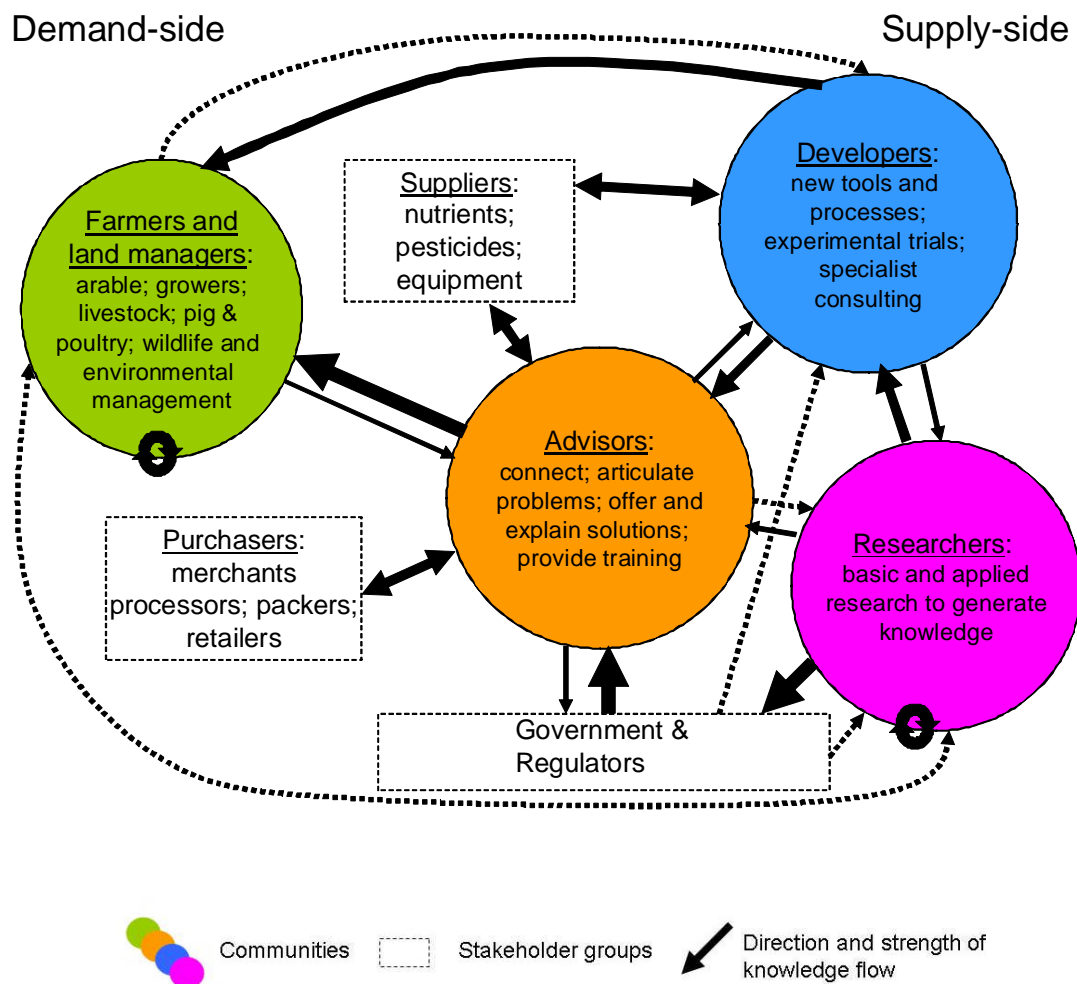 Demand-side
Supply-side
Developers:
new tools and
processes;
experimental trials;
specialist
consulting
Suppliers:
nutrients;
pesticides;
equipment
Farmers and
land managers:
arable; growers;
livestock; pig &
poultry; wildlife and
environmental
management
Advisors:
connect; articulate
problems; offer and
explain solutions;
provide training
Purchasers:
merchants
processors; packers;
retailers
Researchers:
basic and applied
research to generate
knowledge
Government &
Regulators
Communities
Stakeholder groups
Direction and strength of
knowledge flow